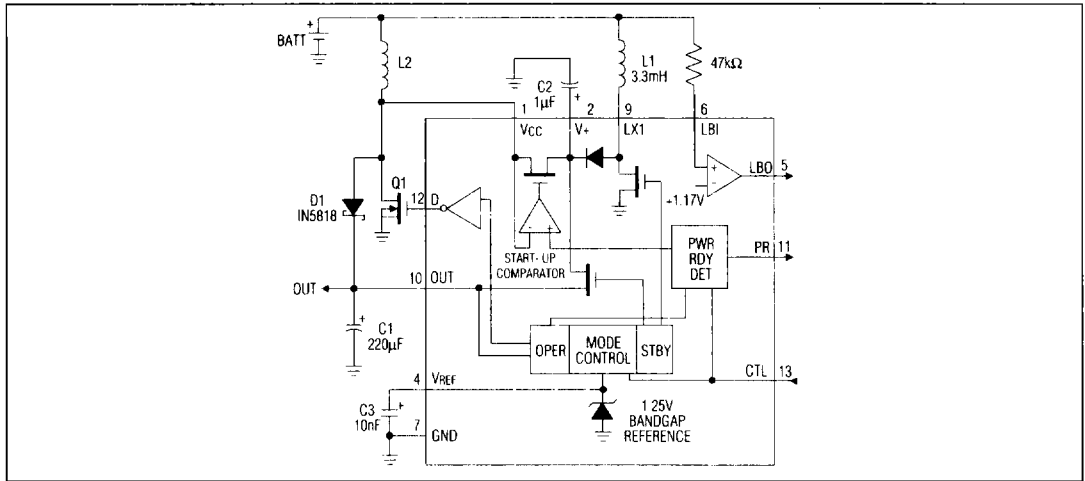 BATT
+
L2
L1
3.3mH
47kΩ
C2
1µF
+
1
2
9
6
VCC
V+
LX1
LBI
LBO 5
+
-
+1.17V
D1
IN5818
Q1
12 D
- +
START-UP
COMPARATOR
PWR
RDY
DET
PR 11
OUT
10 OUT
+
C1
220µF
OPER
MODE
CONTROL
STBY
CTL 13
4 VREF
C3
10nF
+
7 GND
1 25V
BANDGAP
REFERENCE